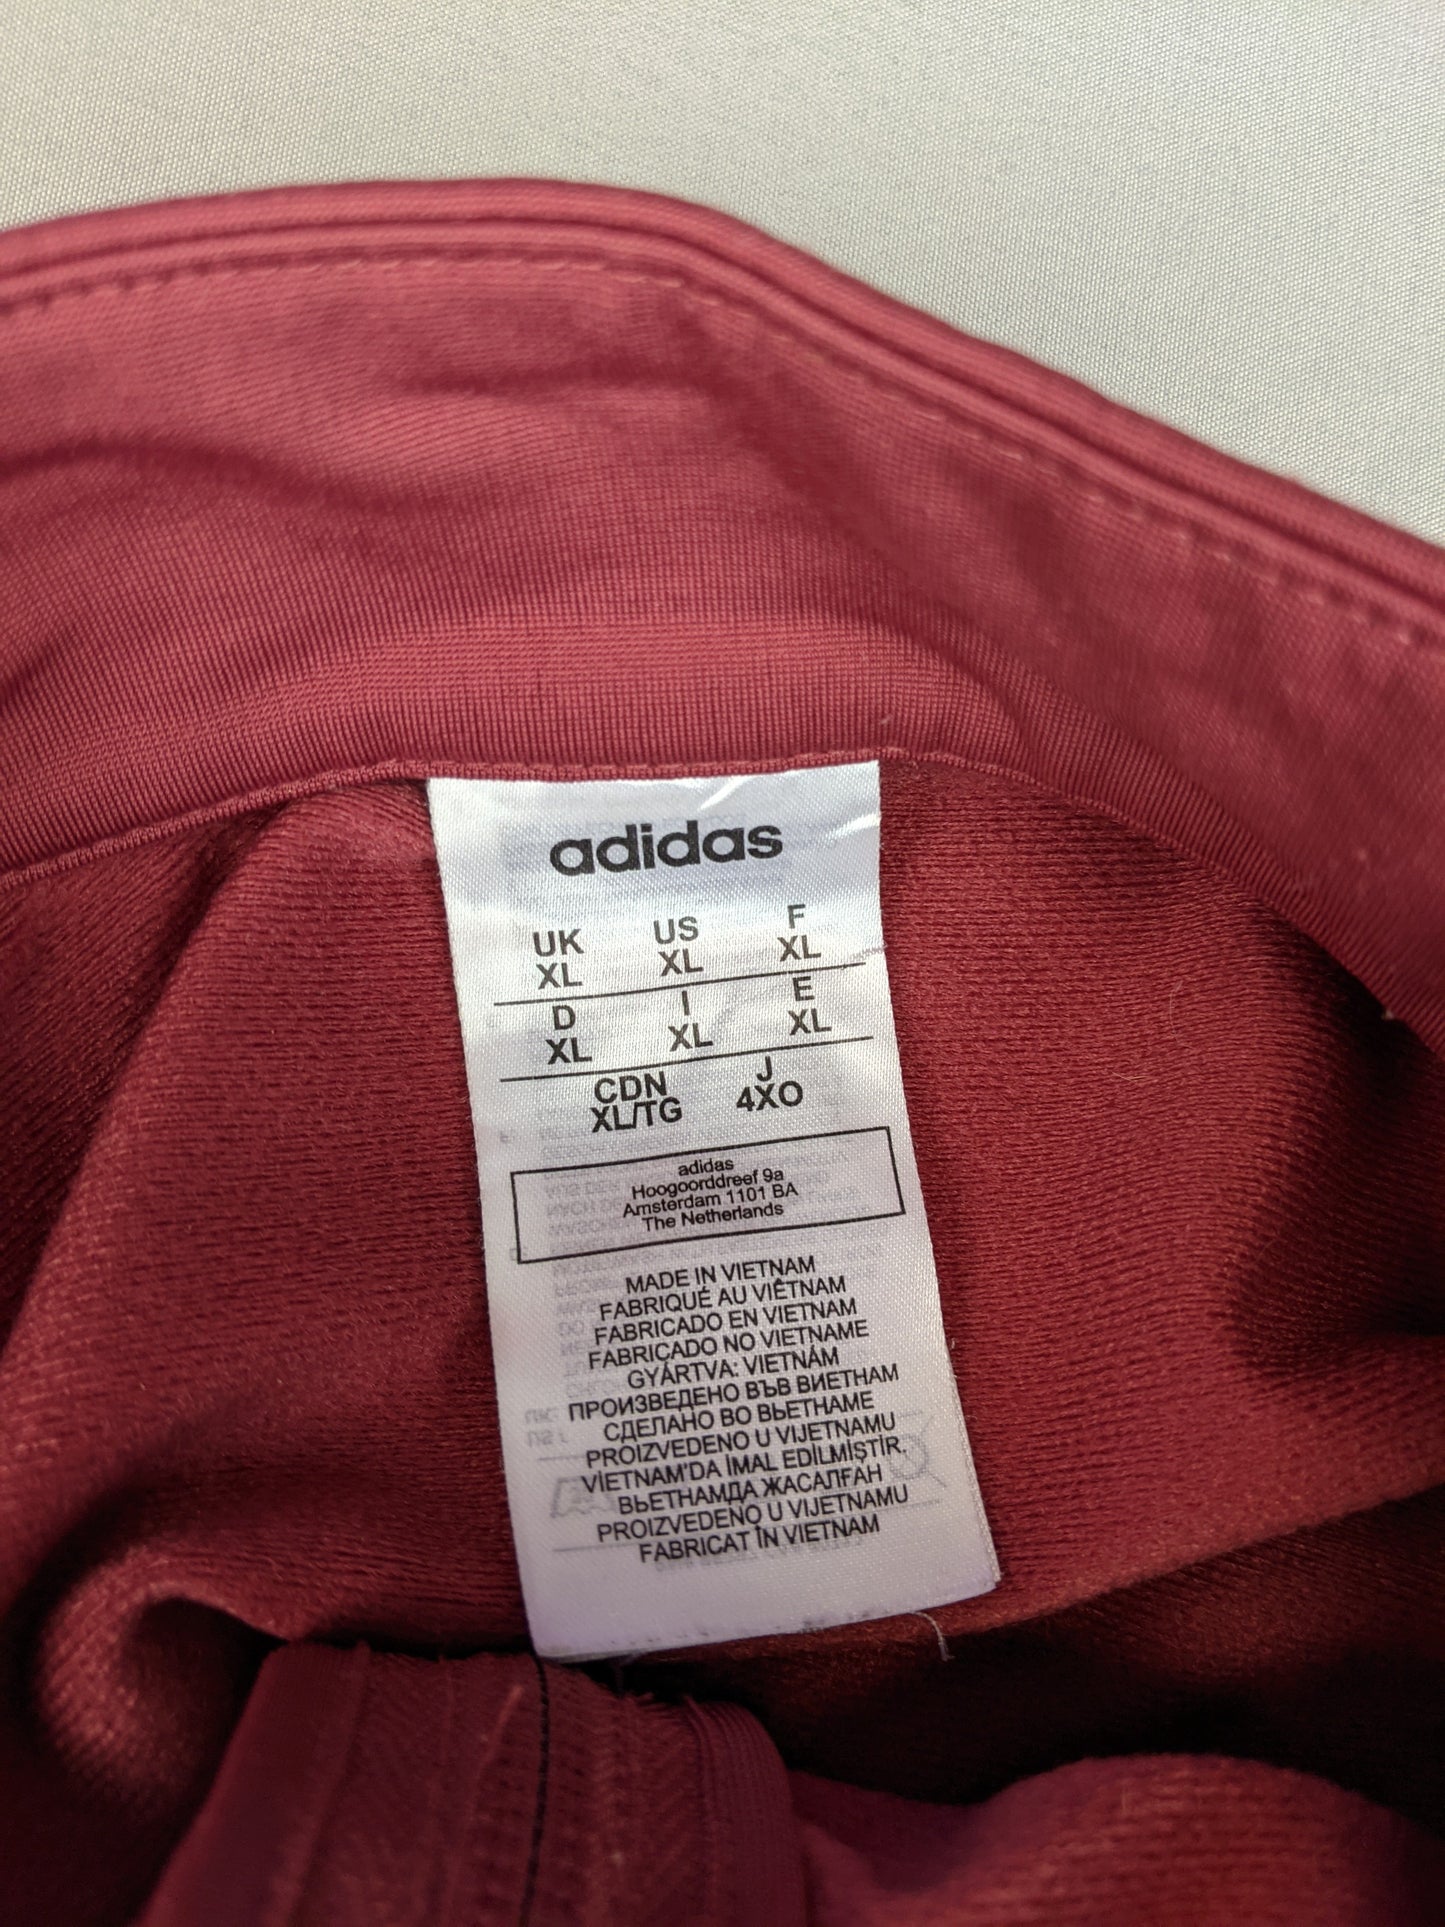 adidas
UK US F
XL XL XL
D I E
XL XL XL
CDN J
XL/TG 4XO
adidas
Hoogoorddreef 9a
Amsterdam 1101 BA
The Netherlands
MADE IN VIETNAM
FABRIQUÉ AU VIÊTNAM
FABRICADO EN VIETNAM
FABRICADO NO VIETNAME
GYÁRTVA: VIETNÁM
ПРОИЗВЕДЕНО ВЪВ ВИЕТНАМ
СДЕЛАНО ВО ВЬЕТНАМЕ
PROIZVEDENO U VIJETNAMU
VİETNAM'DA İMAL EDİLMİŞTİR.
ВЬЕТНАМДА ЖАСАЛҒАН
PROIZVEDENO U VIJETNAMU
FABRICAT ÎN VIETNAM